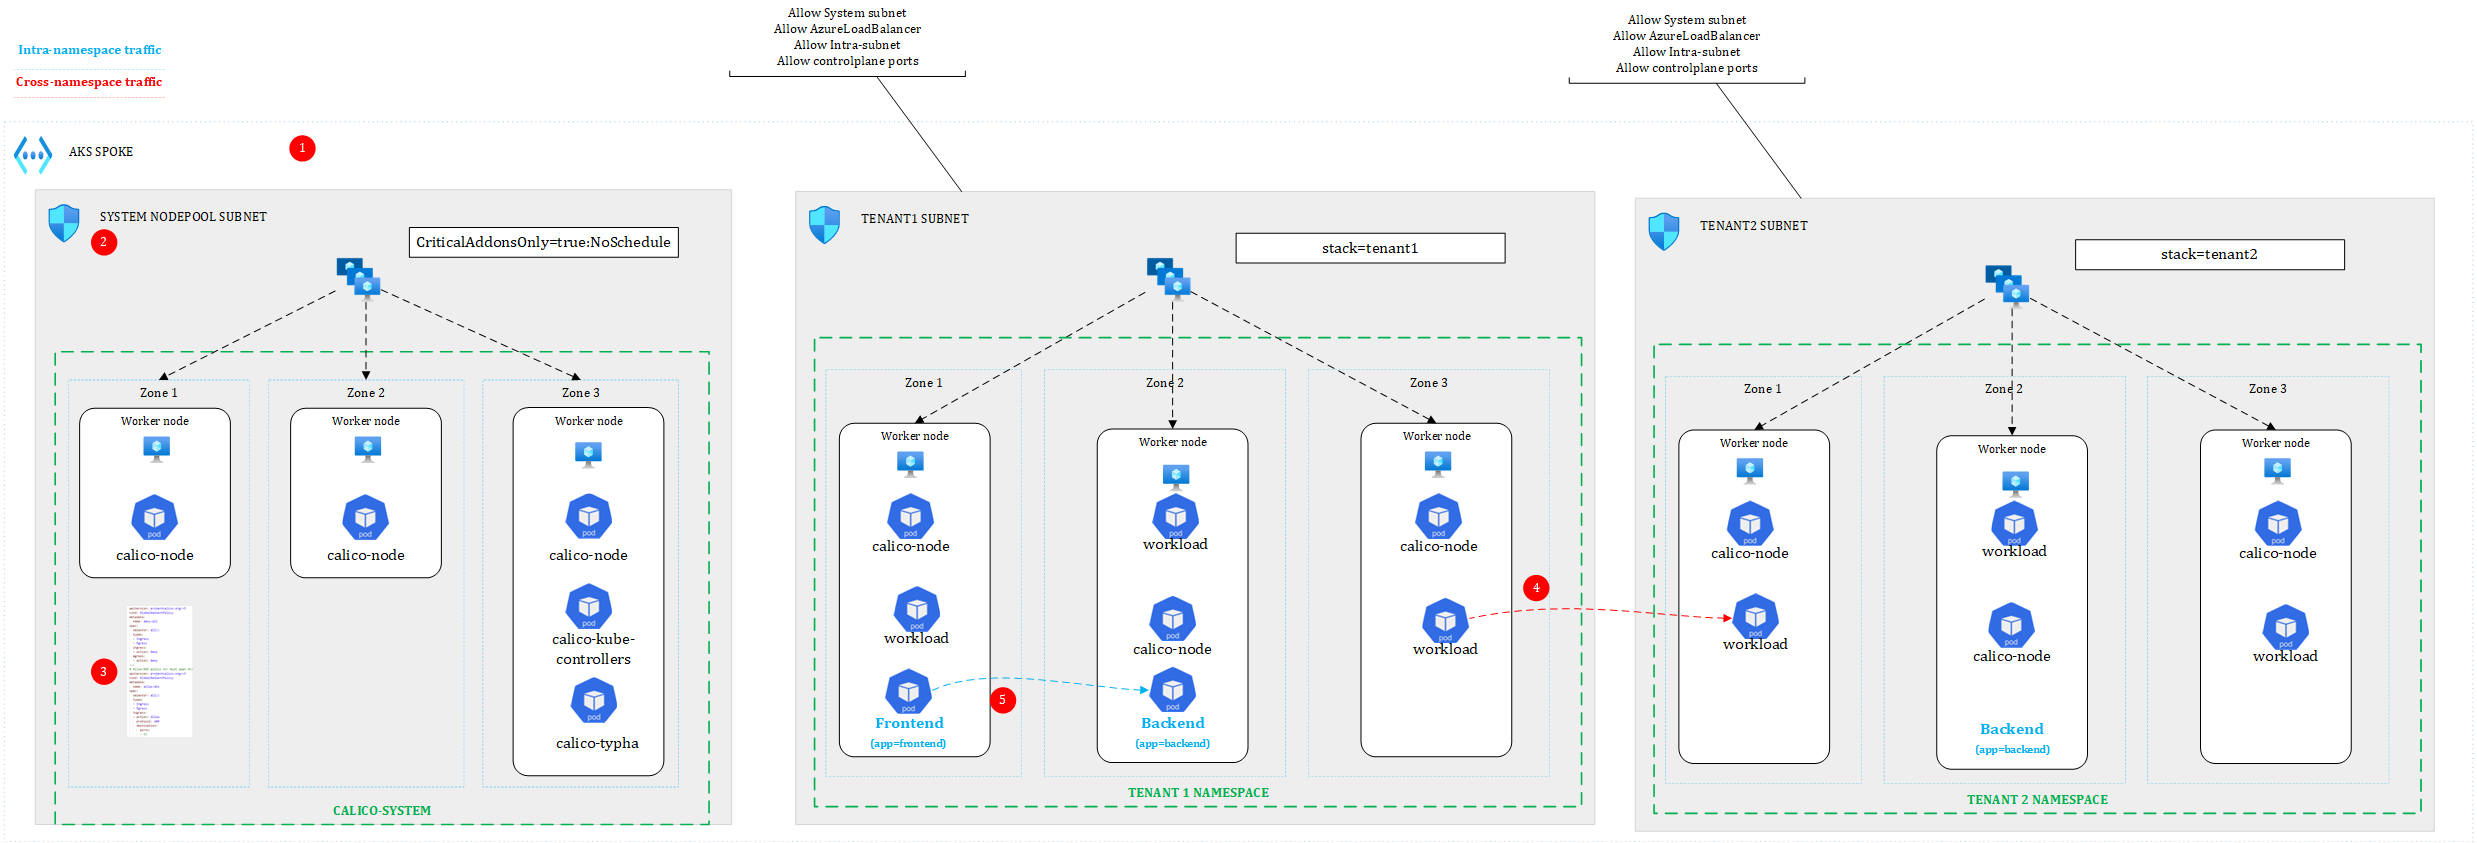 Allow System subnet
Allow AzureLoadBalancer
Allow Intra-subnet
Allow controlplane ports
Allow System subnet
Allow AzureLoadBalancer
Allow Intra-subnet
Allow controlplane ports
Intra-namespace traffic
Cross-namespace traffic
AKS SPOKE
1
SYSTEM NODEPOOL SUBNET
2
CriticalAddonsOnly=true:NoSchedule
Zone 1
Zone 2
Zone 3
Worker node
Worker node
Worker node
pod
calico-node
pod
calico-node
pod
calico-node
pod
calico-kube-
controllers
pod
calico-typha
3
CALICO-SYSTEM
TENANT1 SUBNET
stack=tenant1
Zone 1
Zone 2
Zone 3
Worker node
Worker node
Worker node
pod
calico-node
pod
workload
pod
calico-node
pod
workload
pod
calico-node
pod
workload
4
pod
Frontend
(app=frontend)
5
pod
Backend
(app=backend)
TENANT 1 NAMESPACE
TENANT2 SUBNET
stack=tenant2
Zone 1
Zone 2
Zone 3
Worker node
Worker node
Worker node
pod
calico-node
pod
workload
pod
calico-node
pod
workload
pod
calico-node
pod
workload
Backend
(app=backend)
TENANT 2 NAMESPACE